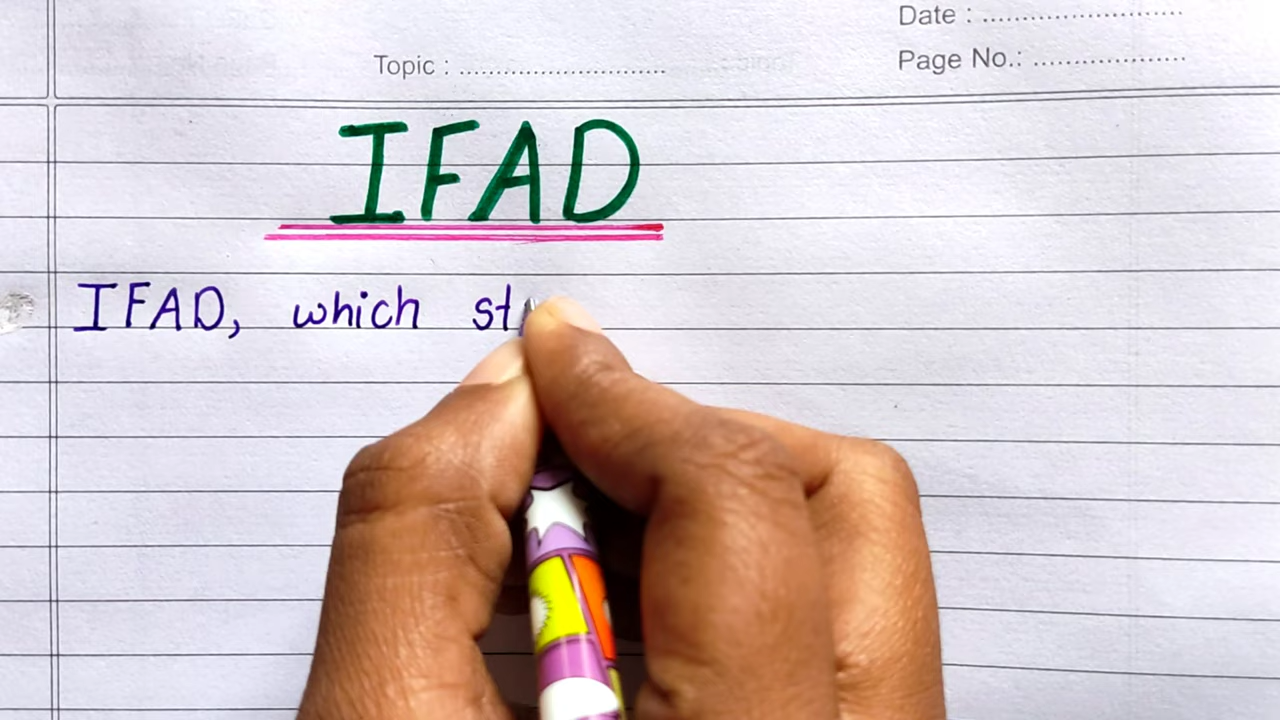 Date : ..........................
Topic : ............................
Page No.: .....................
IFAD
IFAD, which st